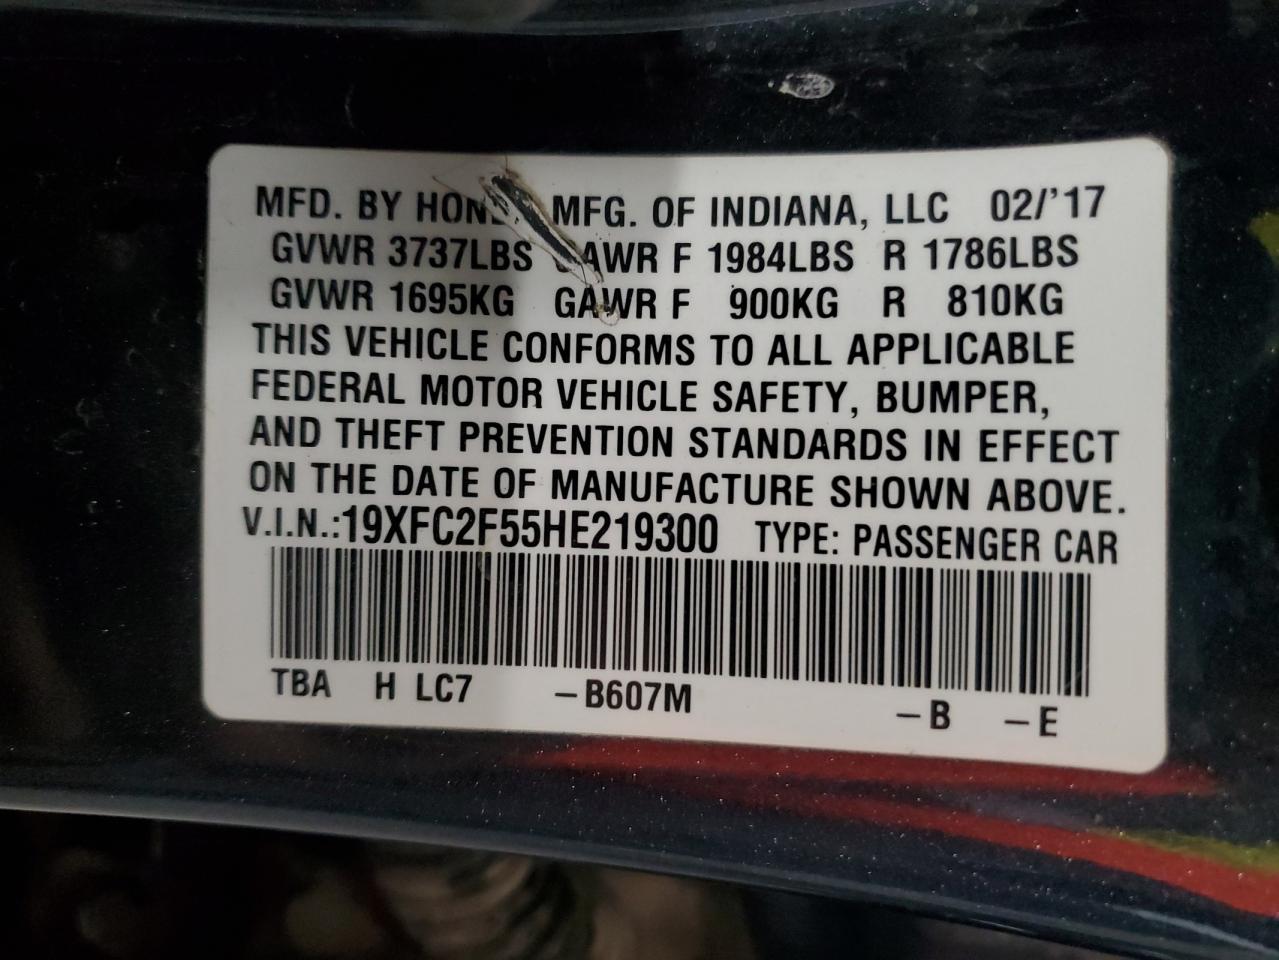 MFD. BY HONDA MFG. OF INDIANA, LLC 02/'17
GVWR 3737LBS GAWR F 1984LBS R 1786LBS
GVWR 1695KG GAWR F 900KG R 810KG
THIS VEHICLE CONFORMS TO ALL APPLICABLE
FEDERAL MOTOR VEHICLE SAFETY, BUMPER,
AND THEFT PREVENTION STANDARDS IN EFFECT
ON THE DATE OF MANUFACTURE SHOWN ABOVE.
V.I.N.:19XFC2F55HE219300 TYPE: PASSENGER CAR
TBA H LC7 –B607M –B –E